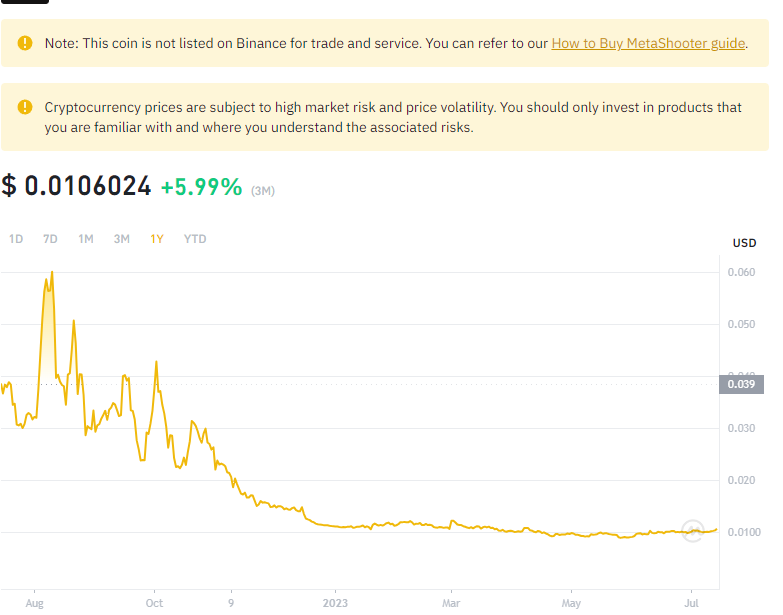 Note: This coin is not listed on Binance for trade and service. You can refer to our How to Buy MetaShooter guide.
Cryptocurrency prices are subject to high market risk and price volatility. You should only invest in products that
you are familiar with and where you understand the associated risks.
$ 0.0106024 +5.99% (3M)
1D 7D 1M 3M 1Y YTD
USD
0.060
0.050
0.039
0.030
0.020
0.0100
Aug Oct 9 2023 Mar May Jul